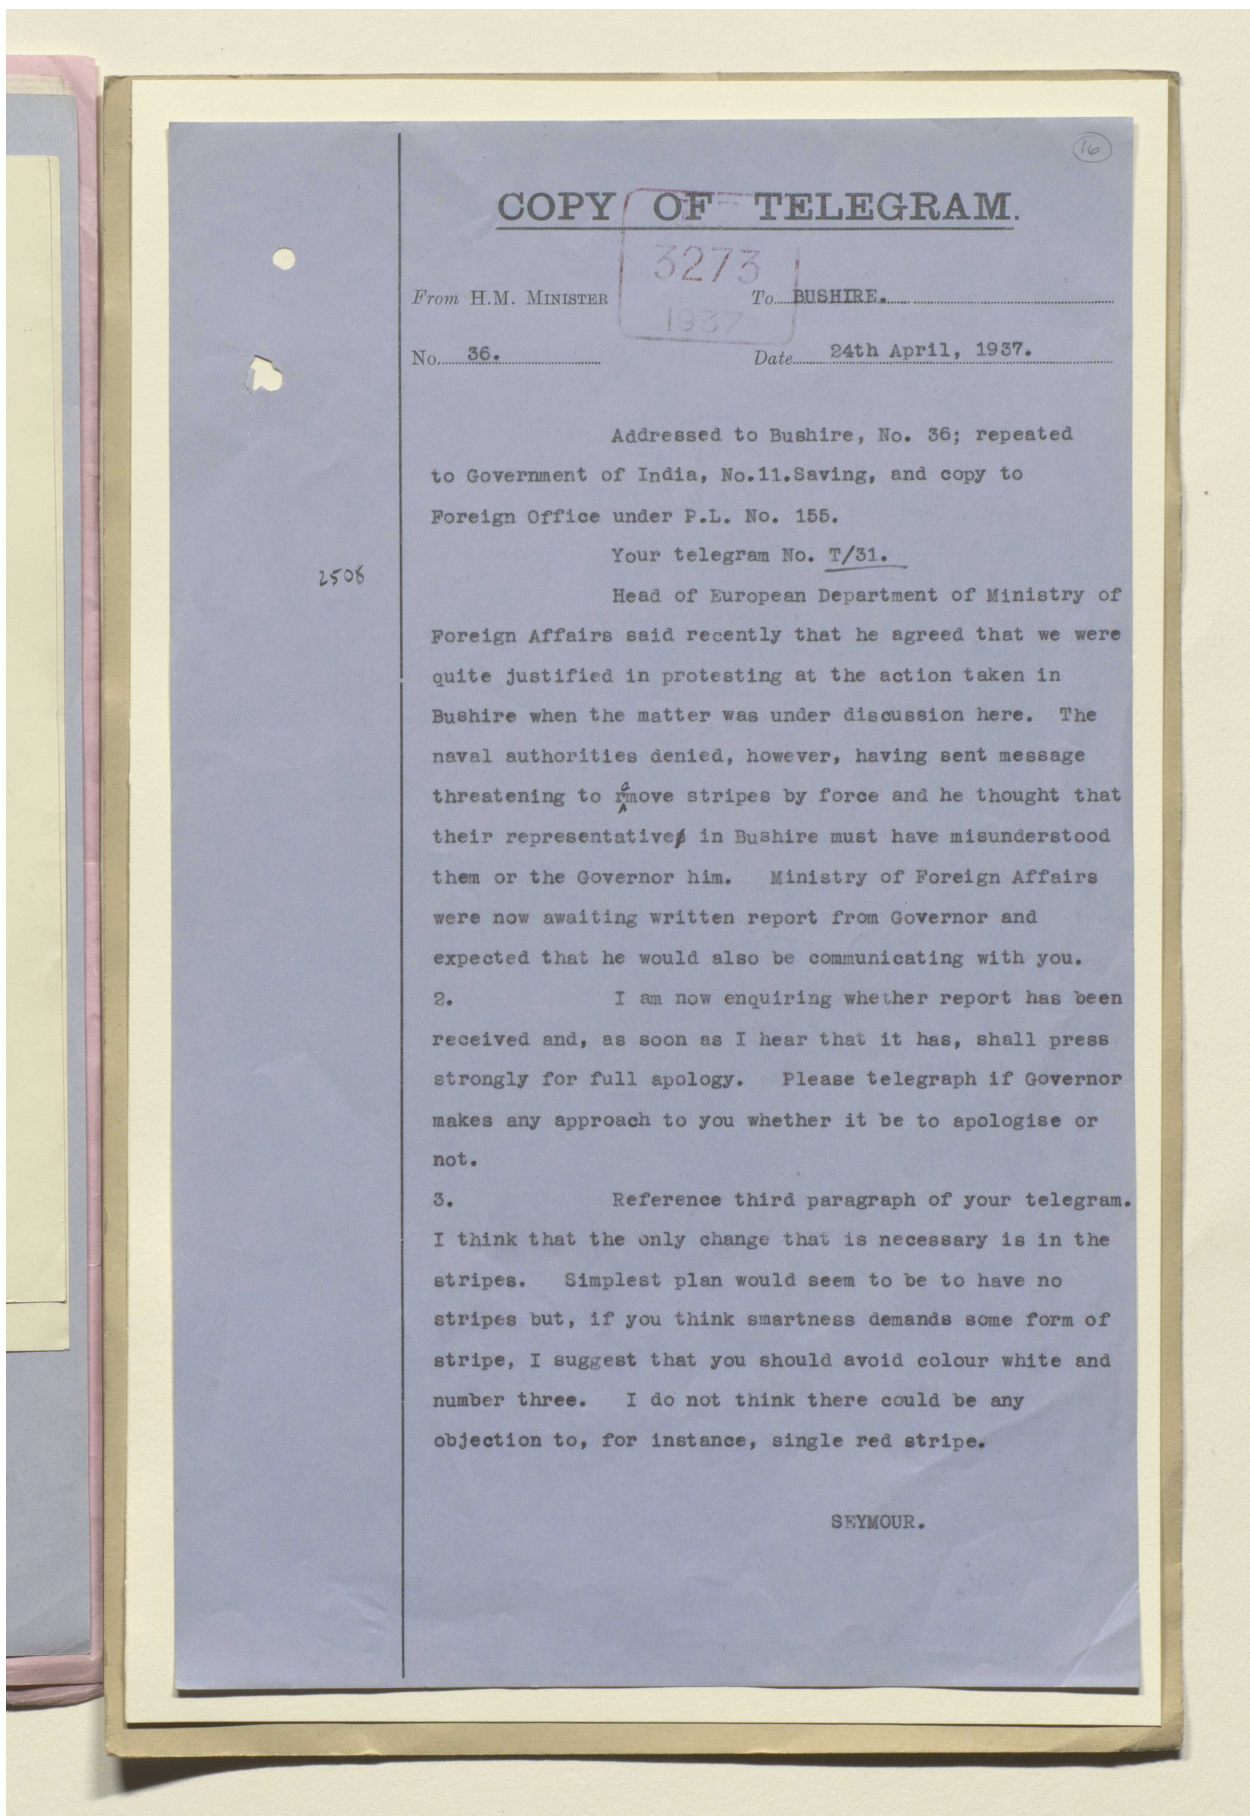 16
COPY OF TELEGRAM.
3273
1937
From H.M. MINISTER To BUSHIRE.
No. 36. Date 24th April, 1937.
Addressed to Bushire, No. 36; repeated
to Government of India, No.11.Saving, and copy to
Foreign Office under P.L. No. 155.
Your telegram No. T/31.
2508
Head of European Department of Ministry of
Foreign Affairs said recently that he agreed that we were
quite justified in protesting at the action taken in
Bushire when the matter was under discussion here. The
naval authorities denied, however, having sent message
threatening to remove stripes by force and he thought that
their representative in Bushire must have misunderstood
them or the Governor him. Ministry of Foreign Affairs
were now awaiting written report from Governor and
expected that he would also be communicating with you.
2. I am now enquiring whether report has been
received and, as soon as I hear that it has, shall press
strongly for full apology. Please telegraph if Governor
makes any approach to you whether it be to apologise or
not.
3. Reference third paragraph of your telegram.
I think that the only change that is necessary is in the
stripes. Simplest plan would seem to be to have no
stripes but, if you think smartness demands some form of
stripe, I suggest that you should avoid colour white and
number three. I do not think there could be any
objection to, for instance, single red stripe.
SEYMOUR.